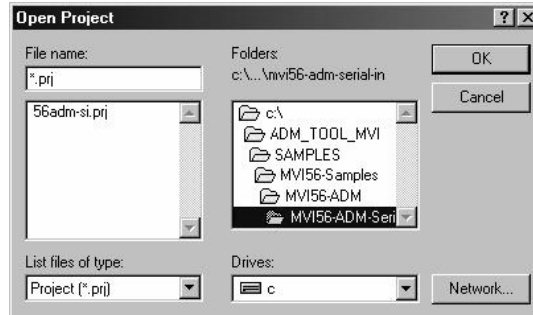 Open Project
File name:
*.prj
56adm-si.prj
Folders:
c:\...\mvi56-adm-serial-in
c:\
ADM_TOOL_MVI
SAMPLES
MVI56-Samples
MVI56-ADM
MVI56-ADM-Seri
OK
Cancel
List files of type:
Project (*.prj)
Drives:
c
Network...